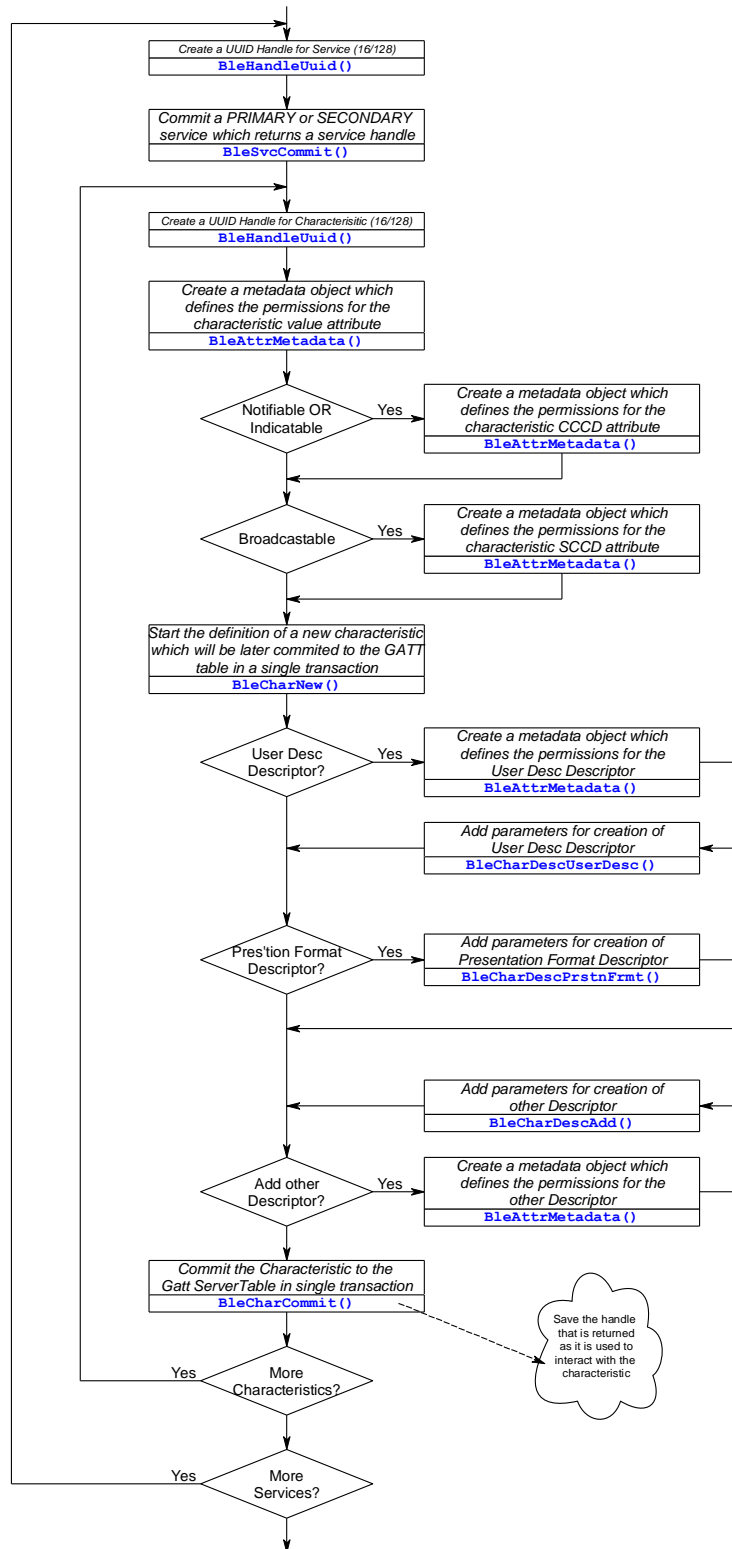 Create a UUID Handle for Service (16/128)
BleHandleUuid()
Commit a PRIMARY or SECONDARY
service which returns a service handle
BleSvcCommit()
Create a UUID Handle for Characterisitic (16/128)
BleHandleUuid()
Create a metadata object which
defines the permissions for the
characteristic value attribute
BleAttrMetadata()
Notifiable OR
Indicatable
Yes
Create a metadata object which
defines the permissions for the
characteristic CCCD attribute
BleAttrMetadata()
Broadcastable
Yes
Create a metadata object which
defines the permissions for the
characteristic SCCD attribute
BleAttrMetadata()
Start the definition of a new characteristic
which will be later commited to the GATT
table in a single transaction
BleCharNew()
User Desc
Descriptor?
Yes
Create a metadata object which
defines the permissions for the
User Desc Descriptor
BleAttrMetadata()
Add parameters for creation of
User Desc Descriptor
BleCharDescUserDesc()
Pres'tion Format
Descriptor?
Yes
Add parameters for creation of
Presentation Format Descriptor
BleCharDescPrstnFrmt()
Add parameters for creation of
other Descriptor
BleCharDescAdd()
Add other
Descriptor?
Yes
Create a metadata object which
defines the permissions for the
other Descriptor
BleAttrMetadata()
Commit the Characteristic to the
Gatt ServerTable in single transaction
BleCharCommit()
Save the handle
that is returned
as it is used to
interact with the
characteristic
Yes
More
Characteristics?
Yes
More
Services?